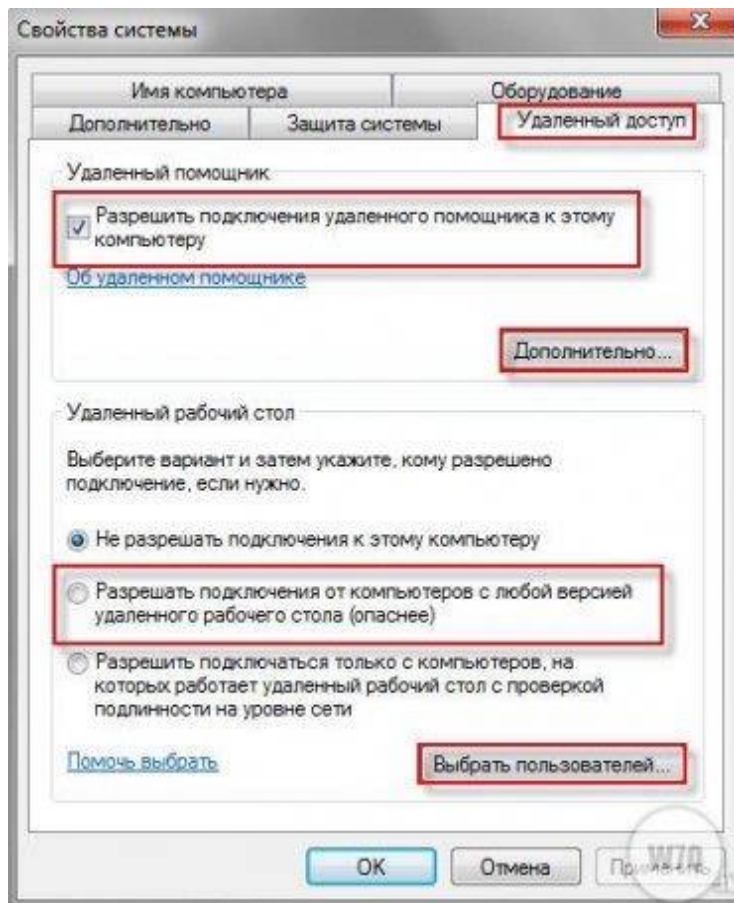 Свойства системы
Имя компьютера
Оборудование
Дополнительно
Защита системы
Удаленный доступ
Удаленный помощник
Разрешить подключения удаленного помощника к этому
компьютеру
Об удаленном помощнике
Дополнительно...
Удаленный рабочий стол
Выберите вариант и затем укажите, кому разрешено
подключение, если нужно.
Не разрешать подключения к этому компьютеру
Разрешать подключения от компьютеров с любой версией
удаленного рабочего стола (опаснее)
Разрешить подключаться только с компьютеров, на
которых работает удаленный рабочий стол с проверкой
подлинности на уровне сети
Помочь выбрать
Выбрать пользователей...
OK
Отмена